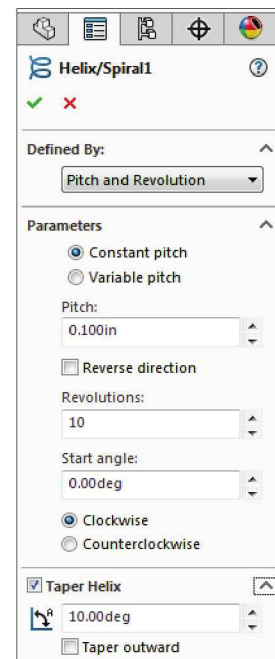 Helix/Spiral1
Defined By:
Pitch and Revolution
Parameters
Constant pitch
Variable pitch
Pitch:
0.100in
Reverse direction
Revolutions:
10
Start angle:
0.00deg
Clockwise
Counterclockwise
Taper Helix
10.00deg
Taper outward